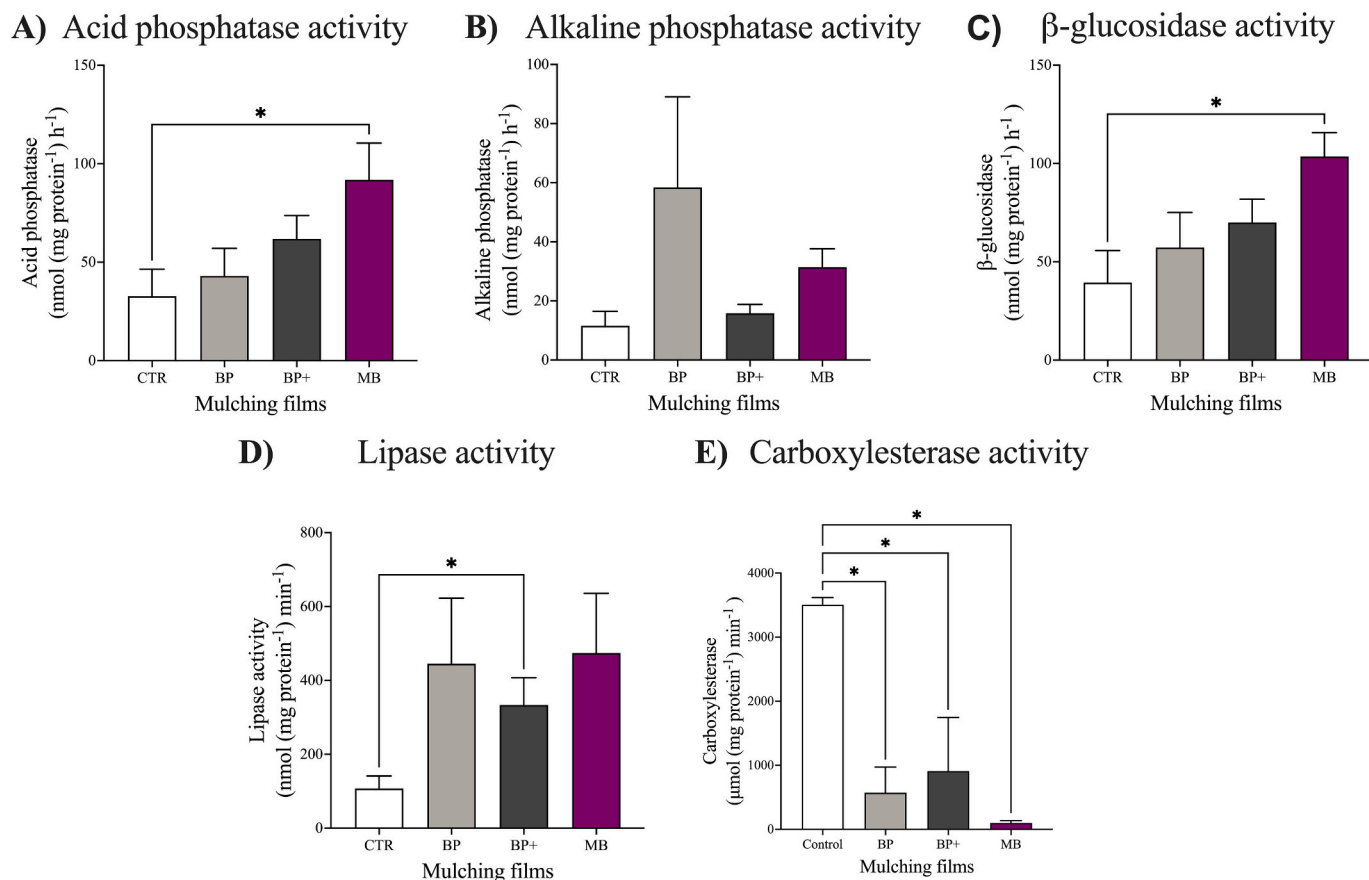 A) Acid phosphatase activity
Acid phosphatase
(nmol (mg protein⁻¹) h⁻¹)
150
100
50
0
*
CTR BP BP+ MB
Mulching films
B) Alkaline phosphatase activity
Alkaline phosphatase
(nmol (mg protein⁻¹) h⁻¹)
100
80
60
40
20
0
CTR BP BP+ MB
Mulching films
C) β-glucosidase activity
β-glucosidase
(nmol (mg protein⁻¹) h⁻¹)
150
100
50
0
*
CTR BP BP+ MB
Mulching films
D) Lipase activity
Lipase activity
(nmol (mg protein⁻¹) min⁻¹)
800
600
400
200
0
*
CTR BP BP+ MB
Mulching films
E) Carboxylesterase activity
Carboxylesterase
(μmol (mg protein⁻¹) min⁻¹)
4000
3000
2000
1000
0
*
*
*
Control BP BP+ MB
Mulching films